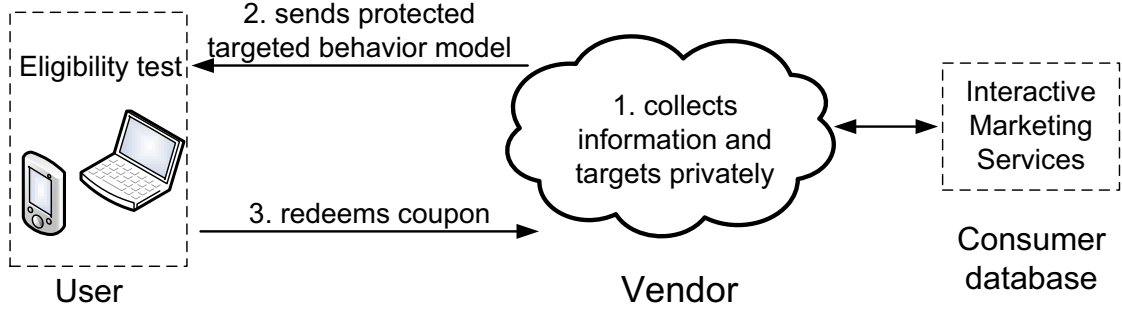 2. sends protected
targeted behavior model
Eligibility test
3. redeems coupon
User
1. collects
information and
targets privately
Vendor
Interactive
Marketing
Services
Consumer
database